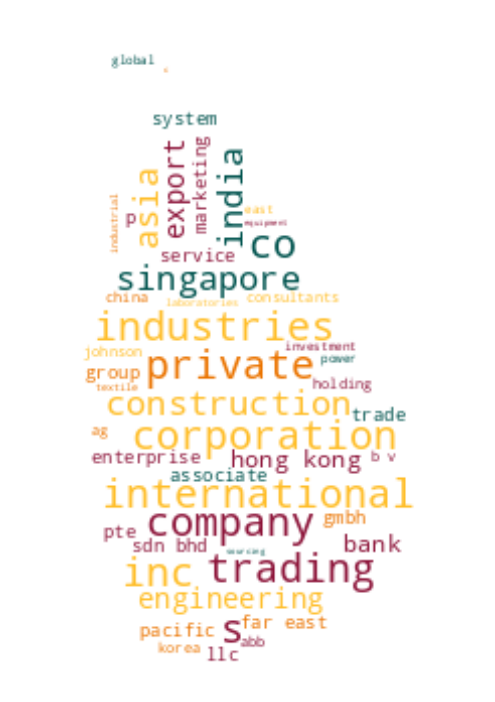 global
c
system
industrial
p
asia
export
marketing
india
east
equipment
service
co
singapore
china
laboratories
consultants
industries
johnson
investment
private
power
group
textile
holding
construction
trade
ag
corporation
enterprise
hong kong
b v
associate
international
company
gmbh
pte
sdn bhd
sourcing
bank
inc
trading
engineering
pacific
s
far east
abb
korea
llc